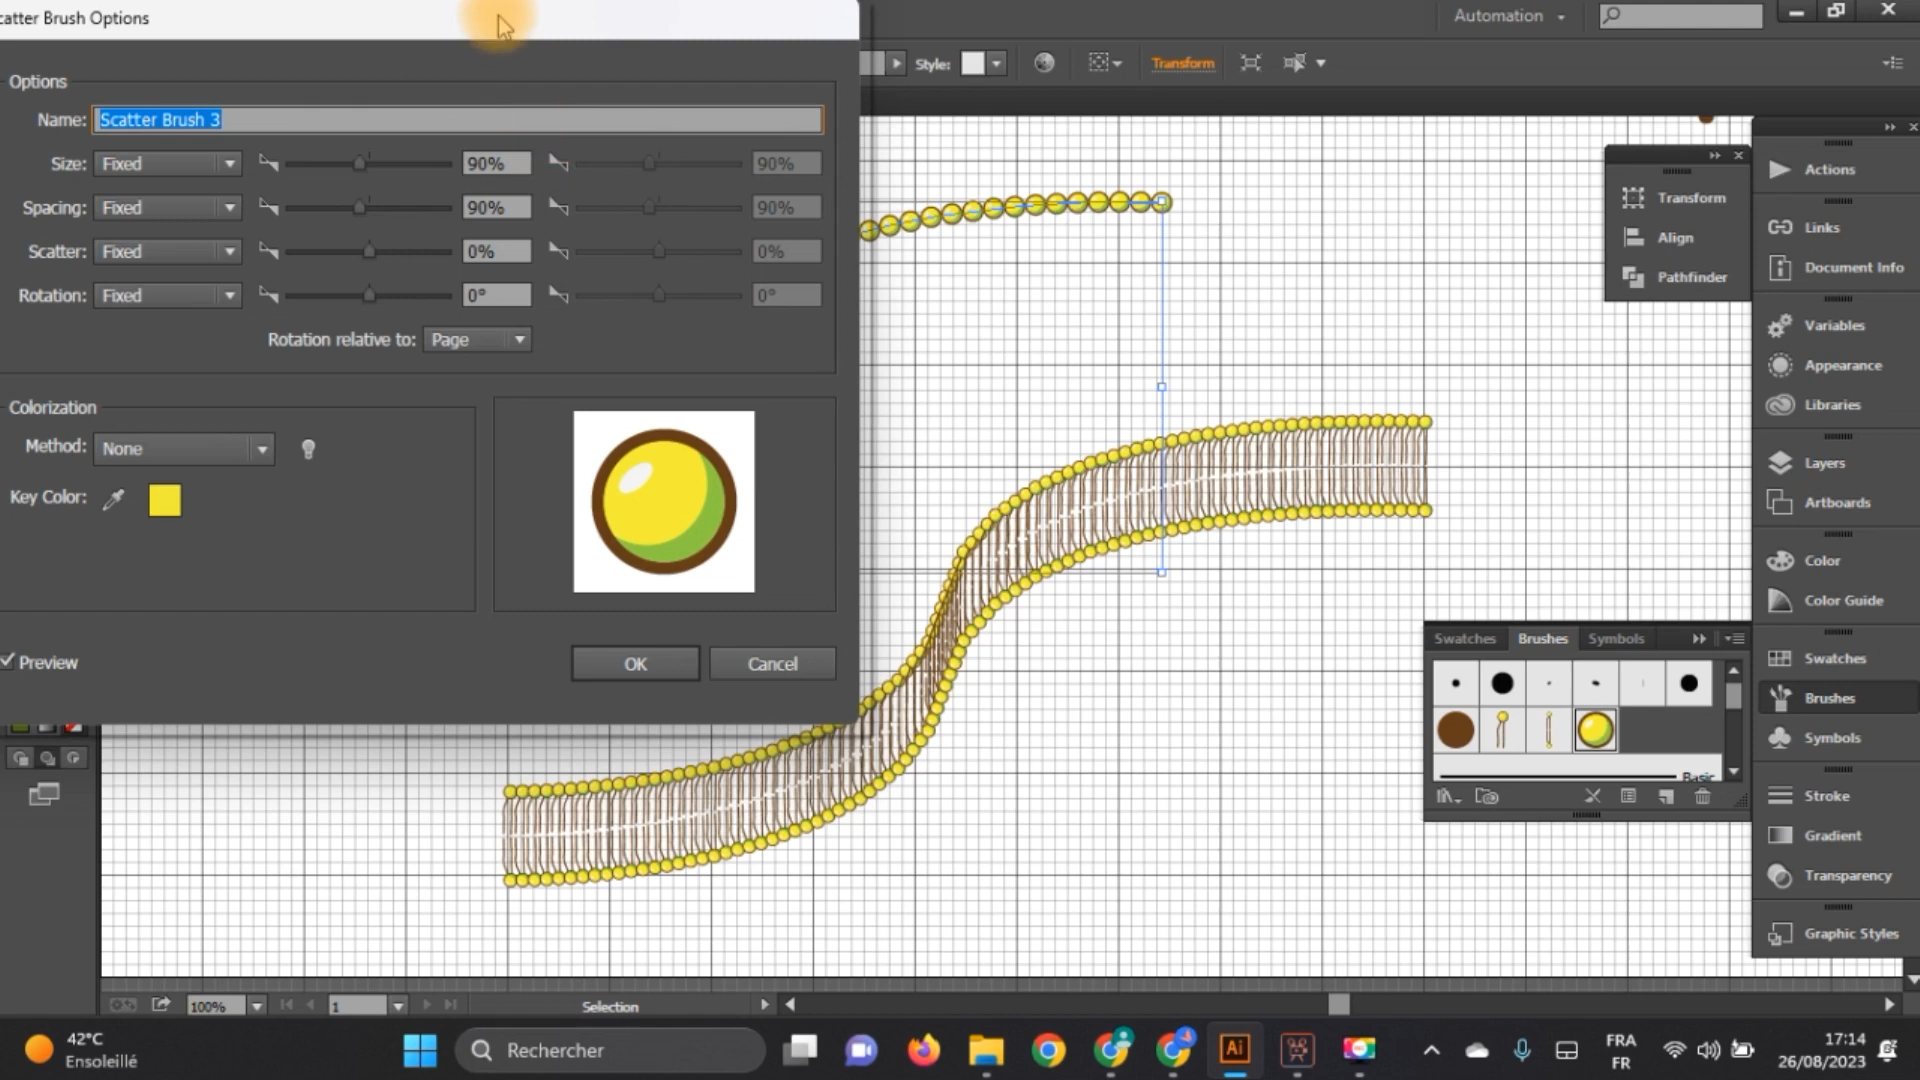 catter Brush Options
Automation
Style:
Transform
Options
Name: Scatter Brush 3
Size: Fixed 90% 90%
Spacing: Fixed 90% 90%
Scatter: Fixed 0% 0%
Rotation: Fixed 0° 0°
Rotation relative to: Page
Colorization
Method: None
Key Color:
Preview
OK
Cancel
Transform
Align
Pathfinder
Actions
Links
Document Info
Variables
Appearance
Libraries
Layers
Artboards
Color
Color Guide
Swatches
Brushes
Symbols
Stroke
Gradient
Transparency
Graphic Styles
Swatches Brushes Symbols
Basic
100%
1
Selection
42°C
Ensoleillé
Rechercher
Ai
FRA
FR
17:14
26/08/2023